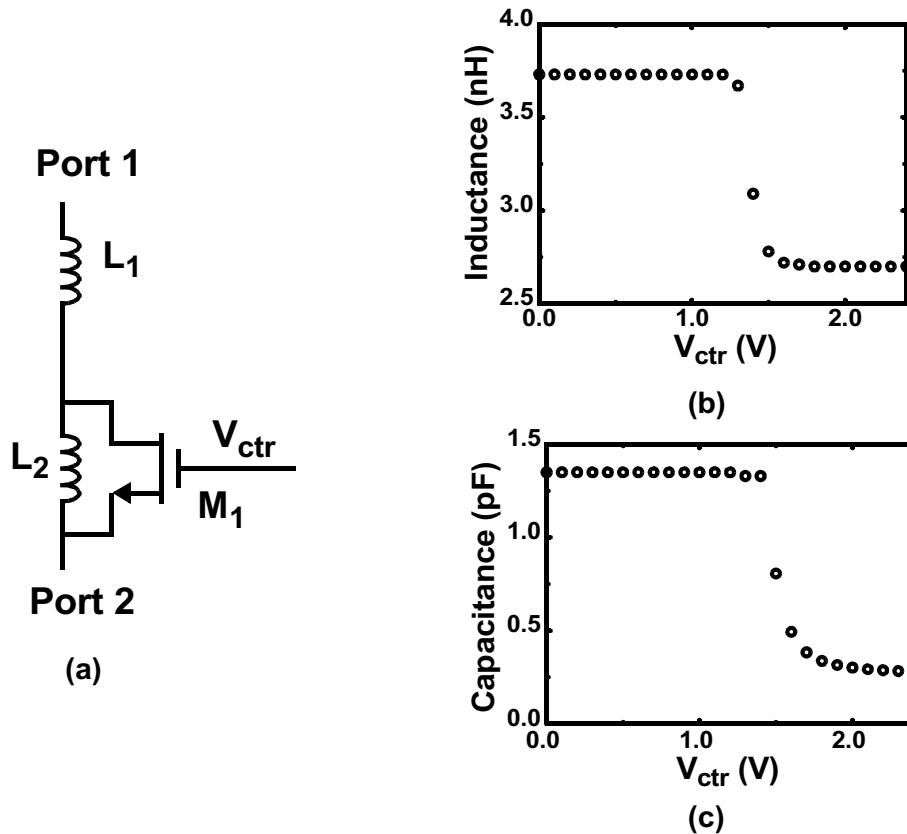 Port 1
L1
L2
Vctr
M1
Port 2
(a)
Inductance (nH)
4.0
3.5
3.0
2.5
0.0
1.0
2.0
Vctr (V)
(b)
Capacitance (pF)
1.5
1.0
0.5
0.0
0.0
1.0
2.0
Vctr (V)
(c)